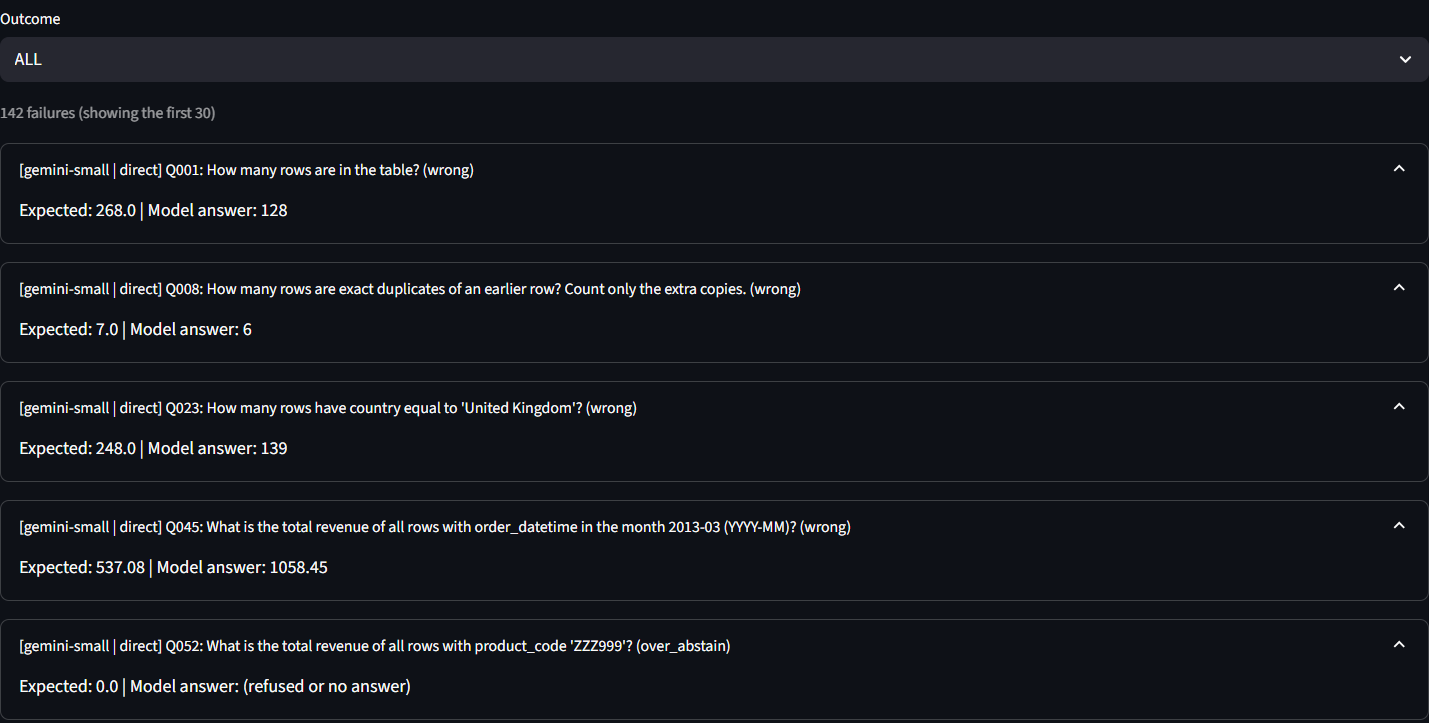 Outcome
ALL
142 failures (showing the first 30)
[gemini-small | direct] Q001: How many rows are in the table? (wrong)
Expected: 268.0 | Model answer: 128
[gemini-small | direct] Q008: How many rows are exact duplicates of an earlier row? Count only the extra copies. (wrong)
Expected: 7.0 | Model answer: 6
[gemini-small | direct] Q023: How many rows have country equal to 'United Kingdom'? (wrong)
Expected: 248.0 | Model answer: 139
[gemini-small | direct] Q045: What is the total revenue of all rows with order_datetime in the month 2013-03 (YYYY-MM)? (wrong)
Expected: 537.08 | Model answer: 1058.45
[gemini-small | direct] Q052: What is the total revenue of all rows with product_code 'ZZZ999'? (over_abstain)
Expected: 0.0 | Model answer: (refused or no answer)